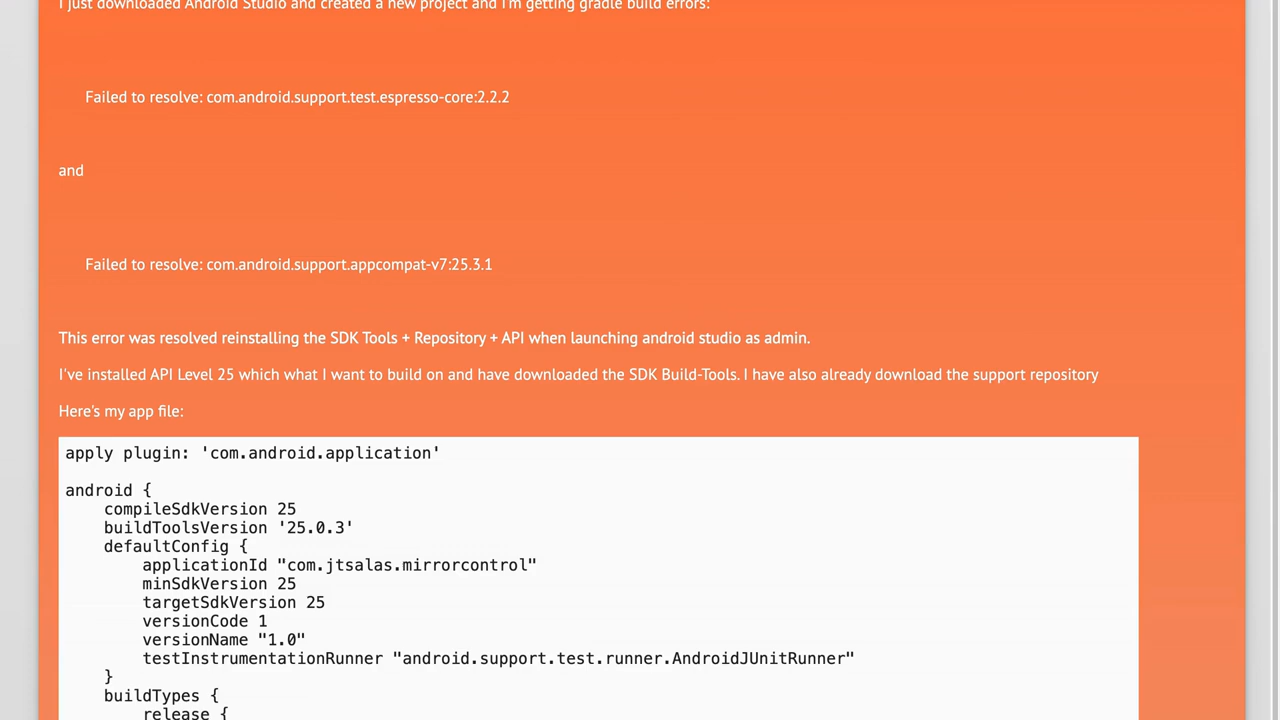 I just downloaded Android Studio and created a new project and I'm getting gradle build errors:
Failed to resolve: com.android.support.test.espresso-core:2.2.2
and
Failed to resolve: com.android.support.appcompat-v7:25.3.1
This error was resolved reinstalling the SDK Tools + Repository + API when launching android studio as admin.
I've installed API Level 25 which what I want to build on and have downloaded the SDK Build-Tools. I have also already download the support repository
Here's my app file:
apply plugin: 'com.android.application'
android {
    compileSdkVersion 25
    buildToolsVersion '25.0.3'
    defaultConfig {
        applicationId "com.jtsalas.mirrorcontrol"
        minSdkVersion 25
        targetSdkVersion 25
        versionCode 1
        versionName "1.0"
        testInstrumentationRunner "android.support.test.runner.AndroidJUnitRunner"
    }
    buildTypes {
        release {